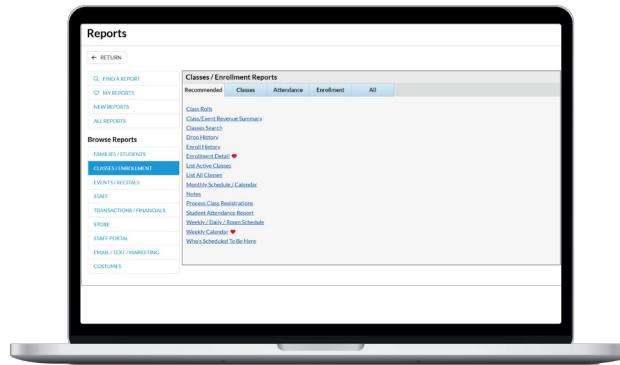 Reports
← RETURN
FIND A REPORT
MY REPORTS
NEW REPORTS
ALL REPORTS
Browse Reports
FAMILIES / STUDENTS
CLASSES / ENROLLMENT
EVENTS / RECITALS
STAFF
TRANSACTIONS / FINANCIALS
STORE
STAFF PORTAL
EMAIL / TEXT / MARKETING
COSTUMES
Classes / Enrollment Reports
Recommended Classes Attendance Enrollment All
Class Rolls
Class/Event Revenue Summary
Classes Search
Drop History
Enroll History
Enrollment Detail
List Active Classes
List All Classes
Monthly Schedule / Calendar
Notes
Process Class Registrations
Student Attendance Report
Weekly / Daily / Room Schedule
Weekly Calendar
Who's Scheduled To Be Here